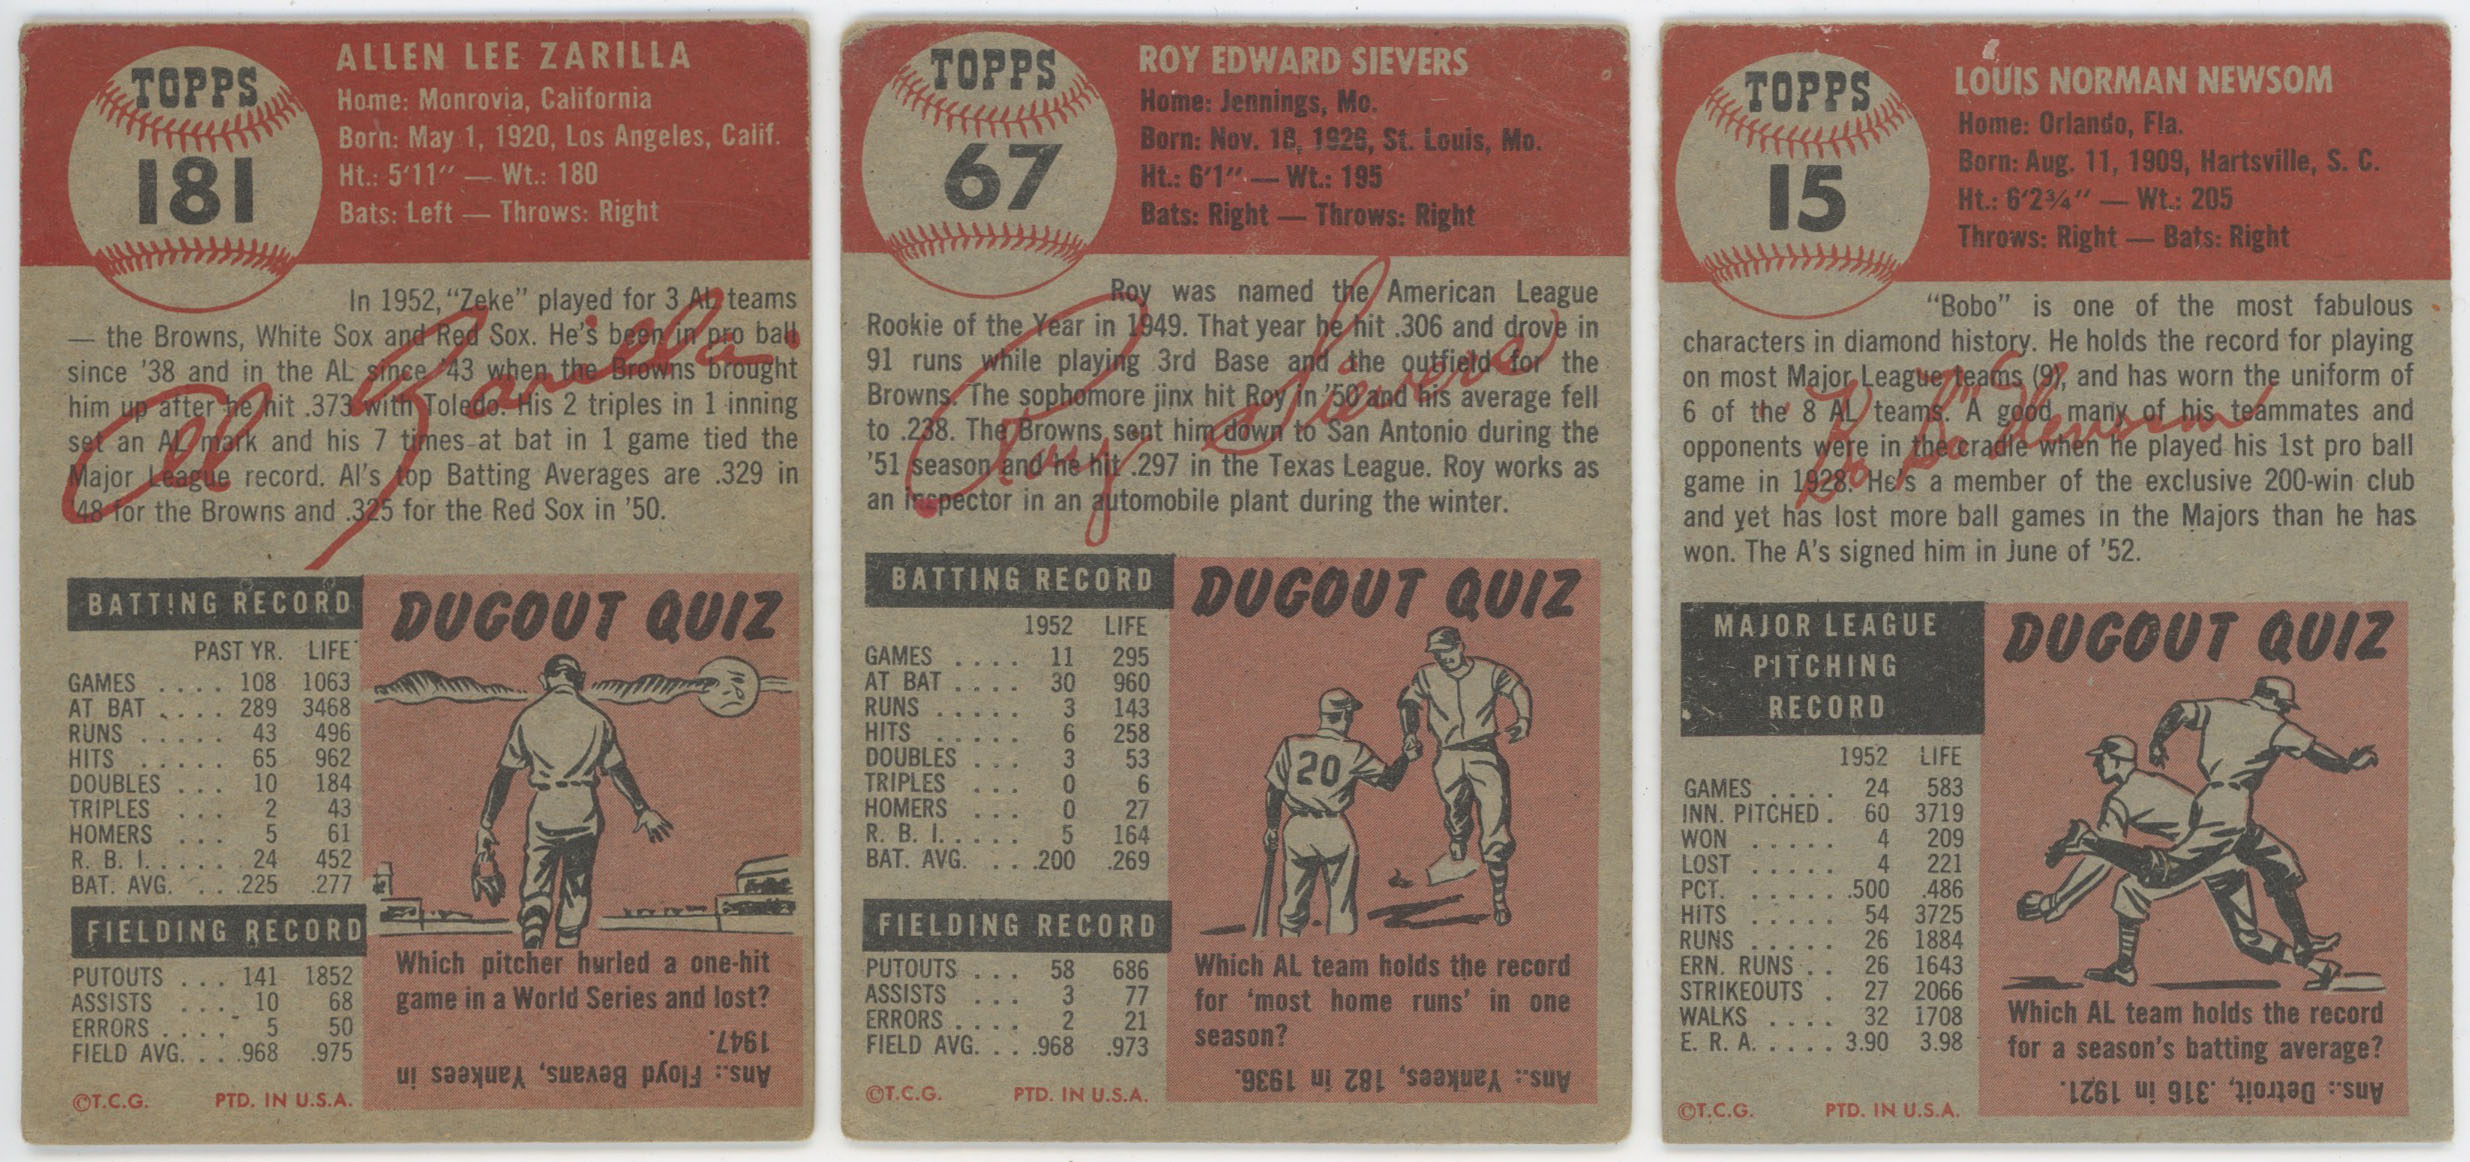 TOPPS
181
ALLEN LEE ZARILLA
Home: Monrovia, California
Born: May 1, 1920, Los Angeles, Calif.
Ht.: 5'11" — Wt.: 180
Bats: Left — Throws: Right
In 1952, "Zeke" played for 3 AL teams
— the Browns, White Sox and Red Sox. He's been in pro ball
since '38 and in the AL since '43 when the Browns brought
him up after he hit .373 with Toledo. His 2 triples in 1 inning
set an AL mark and his 7 times at bat in 1 game tied the
Major League record. Al's top Batting Averages are .329 in
'48 for the Browns and .325 for the Red Sox in '50.
Al Zarilla
BATTING RECORD
PAST YR. LIFE
GAMES .... 108 1063
AT BAT .... 289 3468
RUNS ..... 43 496
HITS ..... 65 962
DOUBLES ... 10 184
TRIPLES ... 2 43
HOMERS ... 5 61
R. B. I. .... 24 452
BAT. AVG. .. .225 .277
FIELDING RECORD
PUTOUTS ... 141 1852
ASSISTS ... 10 68
ERRORS .... 5 50
FIELD AVG. .. .968 .975
©T.C.G. PTD. IN U.S.A.
DUGOUT QUIZ
Which pitcher hurled a one-hit
game in a World Series and lost?
Ans.: Floyd Bevans, Yankees in
1947.
TOPPS
67
ROY EDWARD SIEVERS
Home: Jennings, Mo.
Born: Nov. 18, 1926, St. Louis, Mo.
Ht.: 6'1" — Wt.: 195
Bats: Right — Throws: Right
Roy was named the American League
Rookie of the Year in 1949. That year he hit .306 and drove in
91 runs while playing 3rd Base and the outfield for the
Browns. The sophomore jinx hit Roy in '50 and his average fell
to .238. The Browns sent him down to San Antonio during the
'51 season and he hit .297 in the Texas League. Roy works as
an inspector in an automobile plant during the winter.
Roy Sievers
BATTING RECORD
1952 LIFE
GAMES .... 11 295
AT BAT .... 30 960
RUNS ..... 3 143
HITS ..... 6 258
DOUBLES ... 3 53
TRIPLES ... 0 6
HOMERS ... 0 27
R. B. I. .... 5 164
BAT. AVG. .. .200 .269
FIELDING RECORD
PUTOUTS ... 58 686
ASSISTS ... 3 77
ERRORS .... 2 21
FIELD AVG. .. .968 .973
©T.C.G. PTD. IN U.S.A.
DUGOUT QUIZ
20
Which AL team holds the record
for 'most home runs' in one
season?
Ans.: Yankees, 182 in 1936.
TOPPS
15
LOUIS NORMAN NEWSOM
Home: Orlando, Fla.
Born: Aug. 11, 1909, Hartsville, S. C.
Ht.: 6'2¾" — Wt.: 205
Throws: Right — Bats: Right
"Bobo" is one of the most fabulous
characters in diamond history. He holds the record for playing
on most Major League teams (9), and has worn the uniform of
6 of the 8 AL teams. A good many of his teammates and
opponents were in the cradle when he played his 1st pro ball
game in 1928. He's a member of the exclusive 200-win club
and yet has lost more ball games in the Majors than he has
won. The A's signed him in June of '52.
"Bo Bo" Newsom
MAJOR LEAGUE
PITCHING
RECORD
1952 LIFE
GAMES .... 24 583
INN. PITCHED . 60 3719
WON ..... 4 209
LOST ..... 4 221
PCT. ..... .500 .486
HITS ..... 54 3725
RUNS ..... 26 1884
ERN. RUNS .. 26 1643
STRIKEOUTS . 27 2066
WALKS .... 32 1708
E. R. A. .... 3.90 3.98
©T.C.G. PTD. IN U.S.A.
DUGOUT QUIZ
Which AL team holds the record
for a season's batting average?
Ans.: Detroit, .316 in 1921.